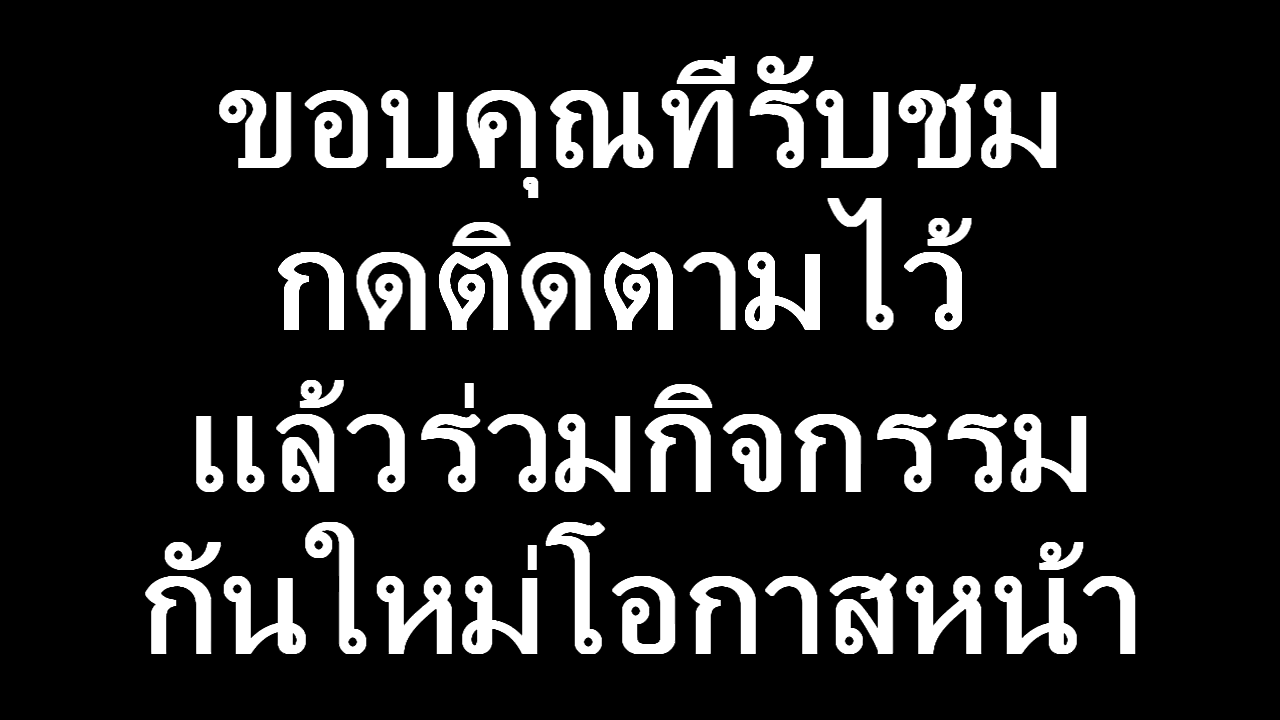 ขอบคุณทีรับชม
กดติดตามไว้
แล้วร่วมกิจกรรม
กันใหม่โอกาสหน้า